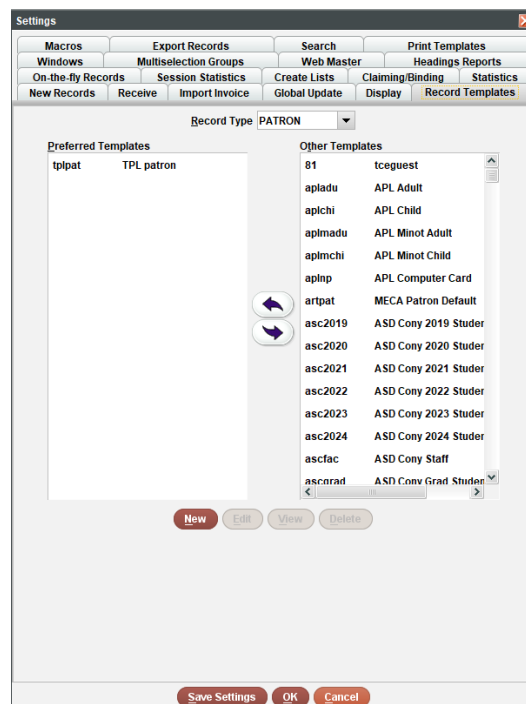 Settings
Macros Export Records Search Print Templates
Windows Multiselection Groups Web Master Headings Reports
On-the-fly Records Session Statistics Create Lists Claiming/Binding Statistics
New Records Receive Import Invoice Global Update Display Record Templates
Record Type PATRON
Preferred Templates Other Templates
tplpat TPL patron 81 tceguest
apladu APL Adult
aplchi APL Child
aplmadu APL Minot Adult
aplmchi APL Minot Child
aplnp APL Computer Card
artpat MECA Patron Default
asc2019 ASD Cony 2019 Studer
asc2020 ASD Cony 2020 Studer
asc2021 ASD Cony 2021 Studer
asc2022 ASD Cony 2022 Studer
asc2023 ASD Cony 2023 Studer
asc2024 ASD Cony 2024 Studer
ascfac ASD Cony Staff
ascgrad ASD Cony Grad Studen
New Edit View Delete
Save Settings OK Cancel